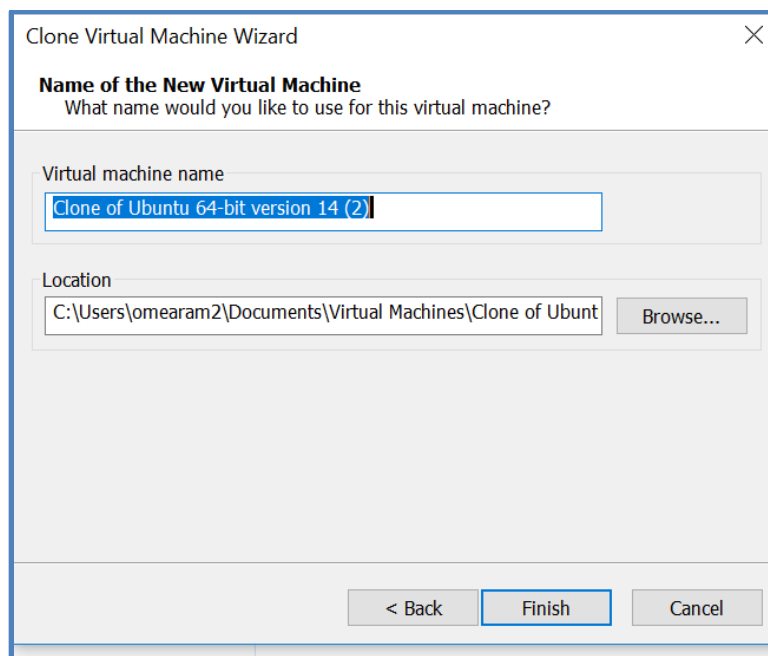 Clone Virtual Machine Wizard
Name of the New Virtual Machine
What name would you like to use for this virtual machine?
Virtual machine name
Clone of Ubuntu 64-bit version 14 (2)
Location
C:\Users\omearam2\Documents\Virtual Machines\Clone of Ubunt
Browse...
< Back
Finish
Cancel